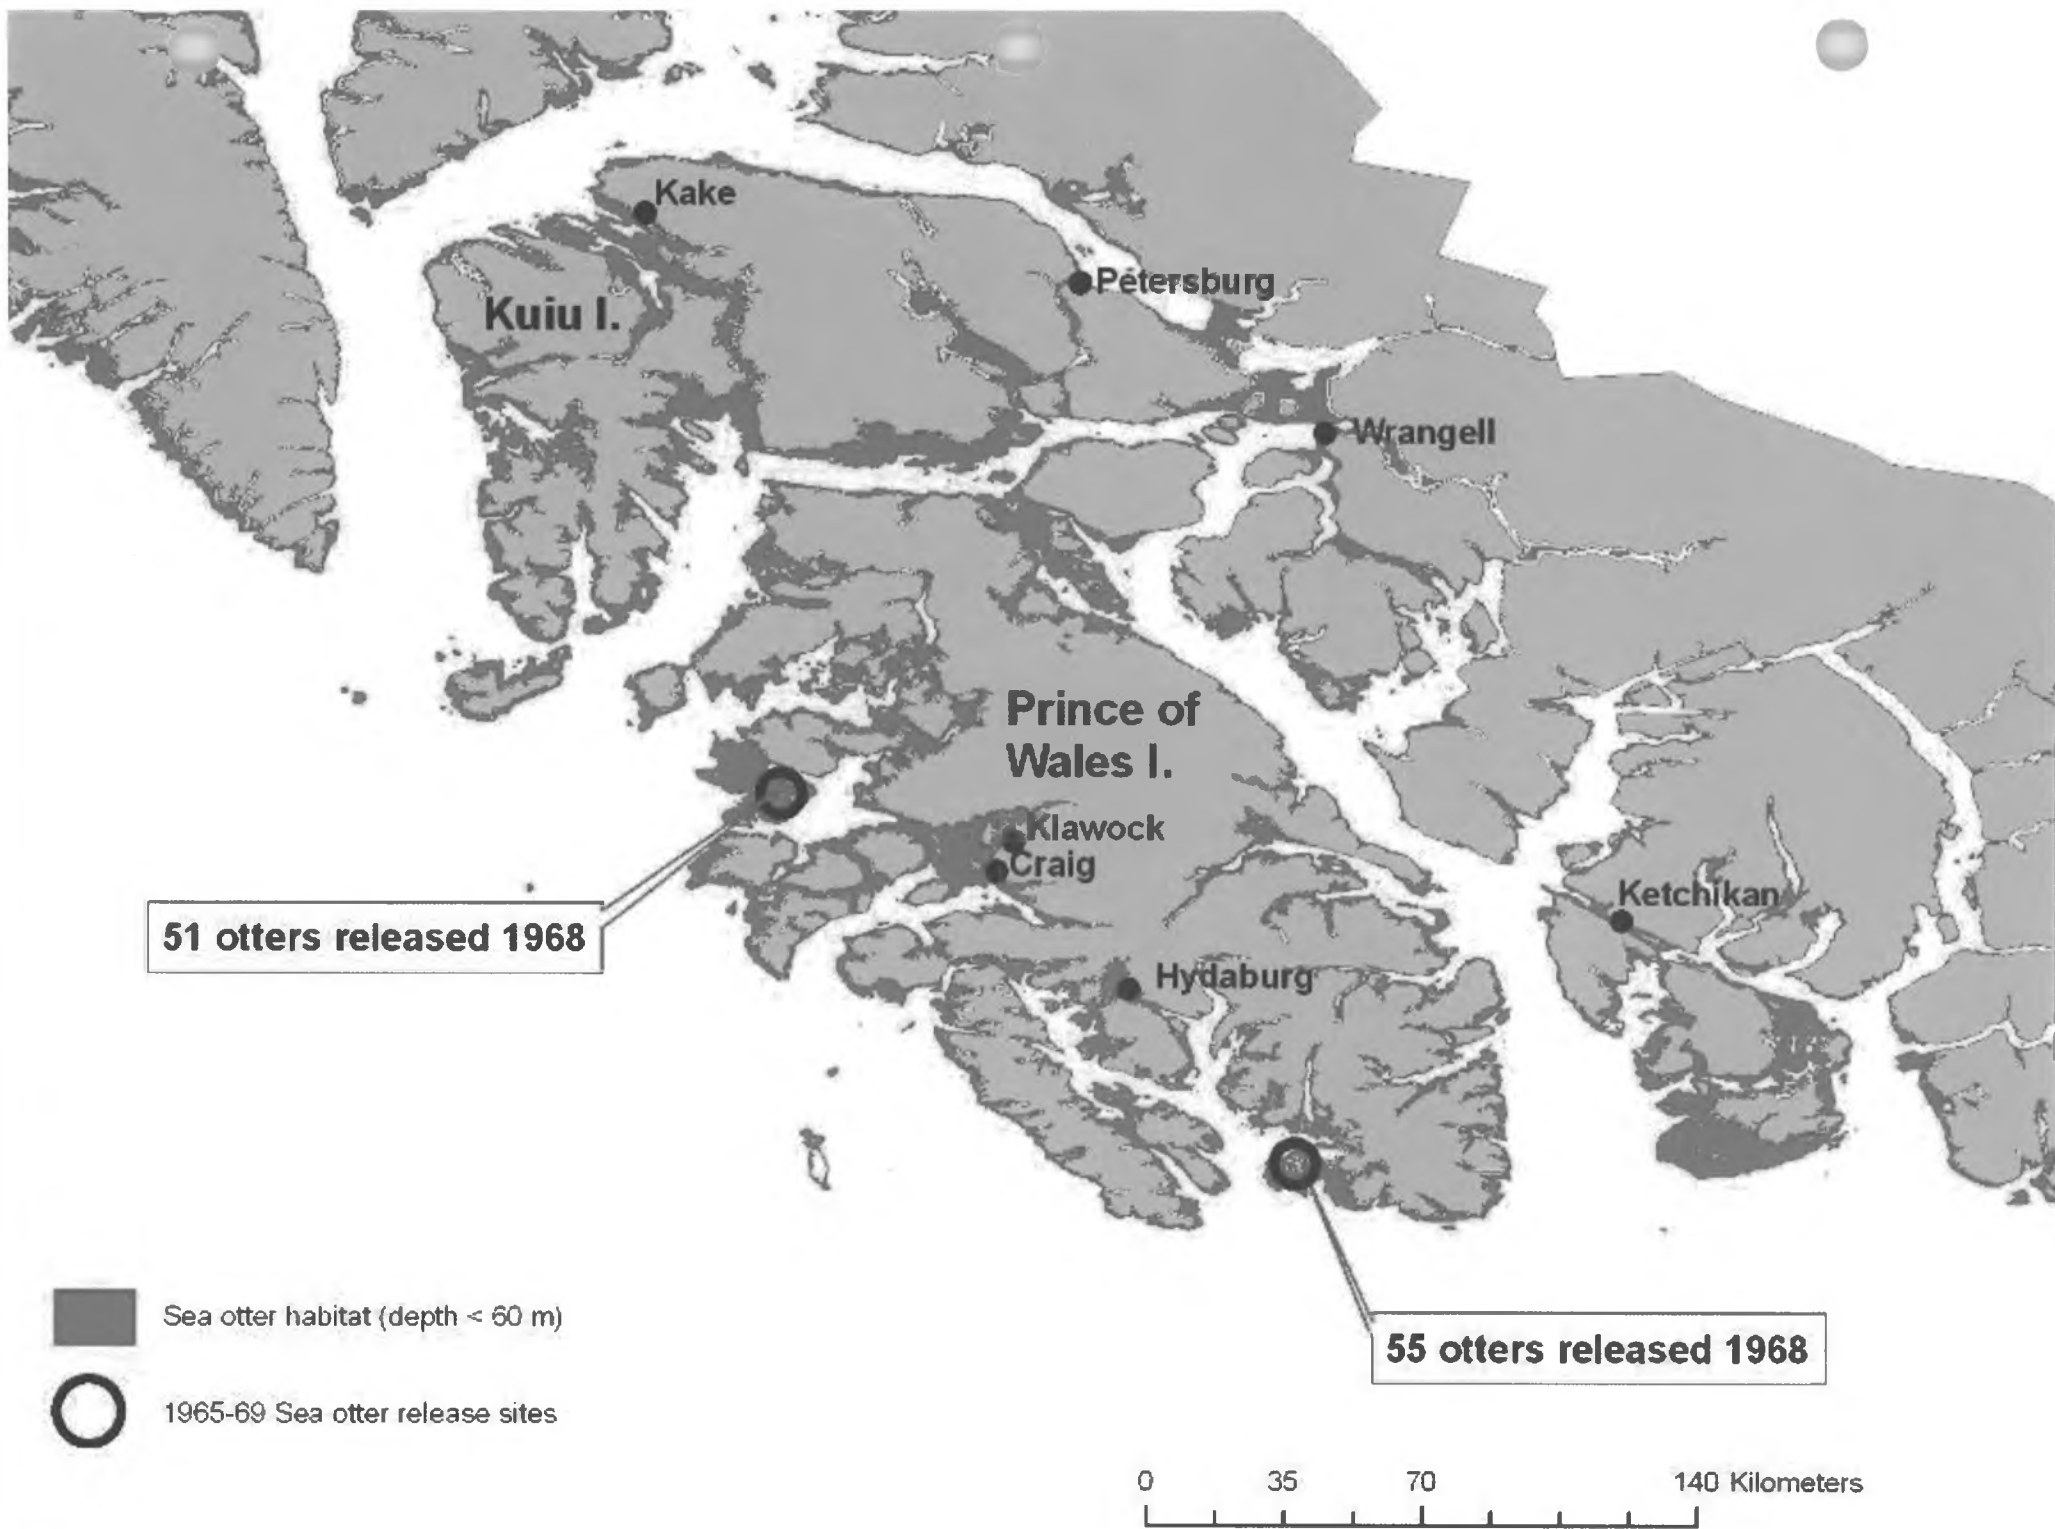 Kake
Petersburg
Kuiu I.
Wrangell
Prince of
Wales I.
Klawock
Craig
Ketchikan
51 otters released 1968
Hydaburg
Sea otter habitat (depth < 60 m)
55 otters released 1968
1965-69 Sea otter release sites
0 35 70 140 Kilometers